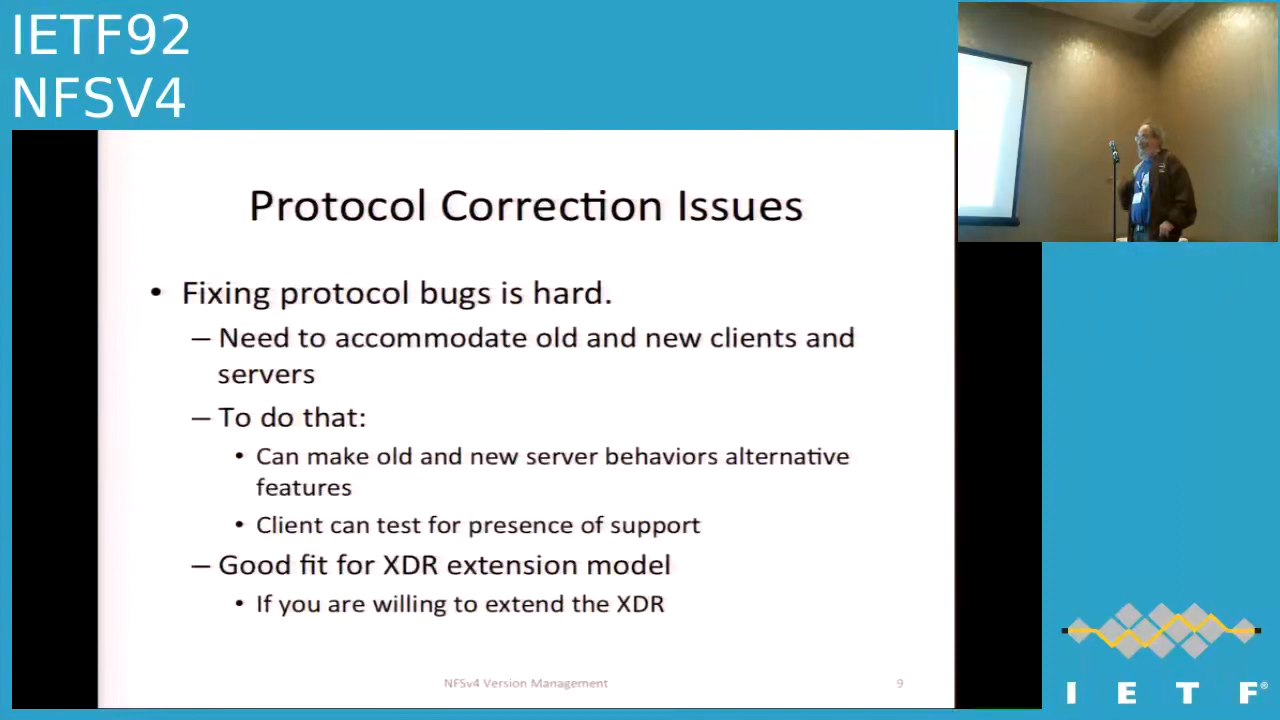 IETF92
NFSV4
Protocol Correction Issues
• Fixing protocol bugs is hard.
– Need to accommodate old and new clients and
servers
– To do that:
• Can make old and new server behaviors alternative
features
• Client can test for presence of support
– Good fit for XDR extension model
• If you are willing to extend the XDR
NFSv4 Version Management
9
I E T F®